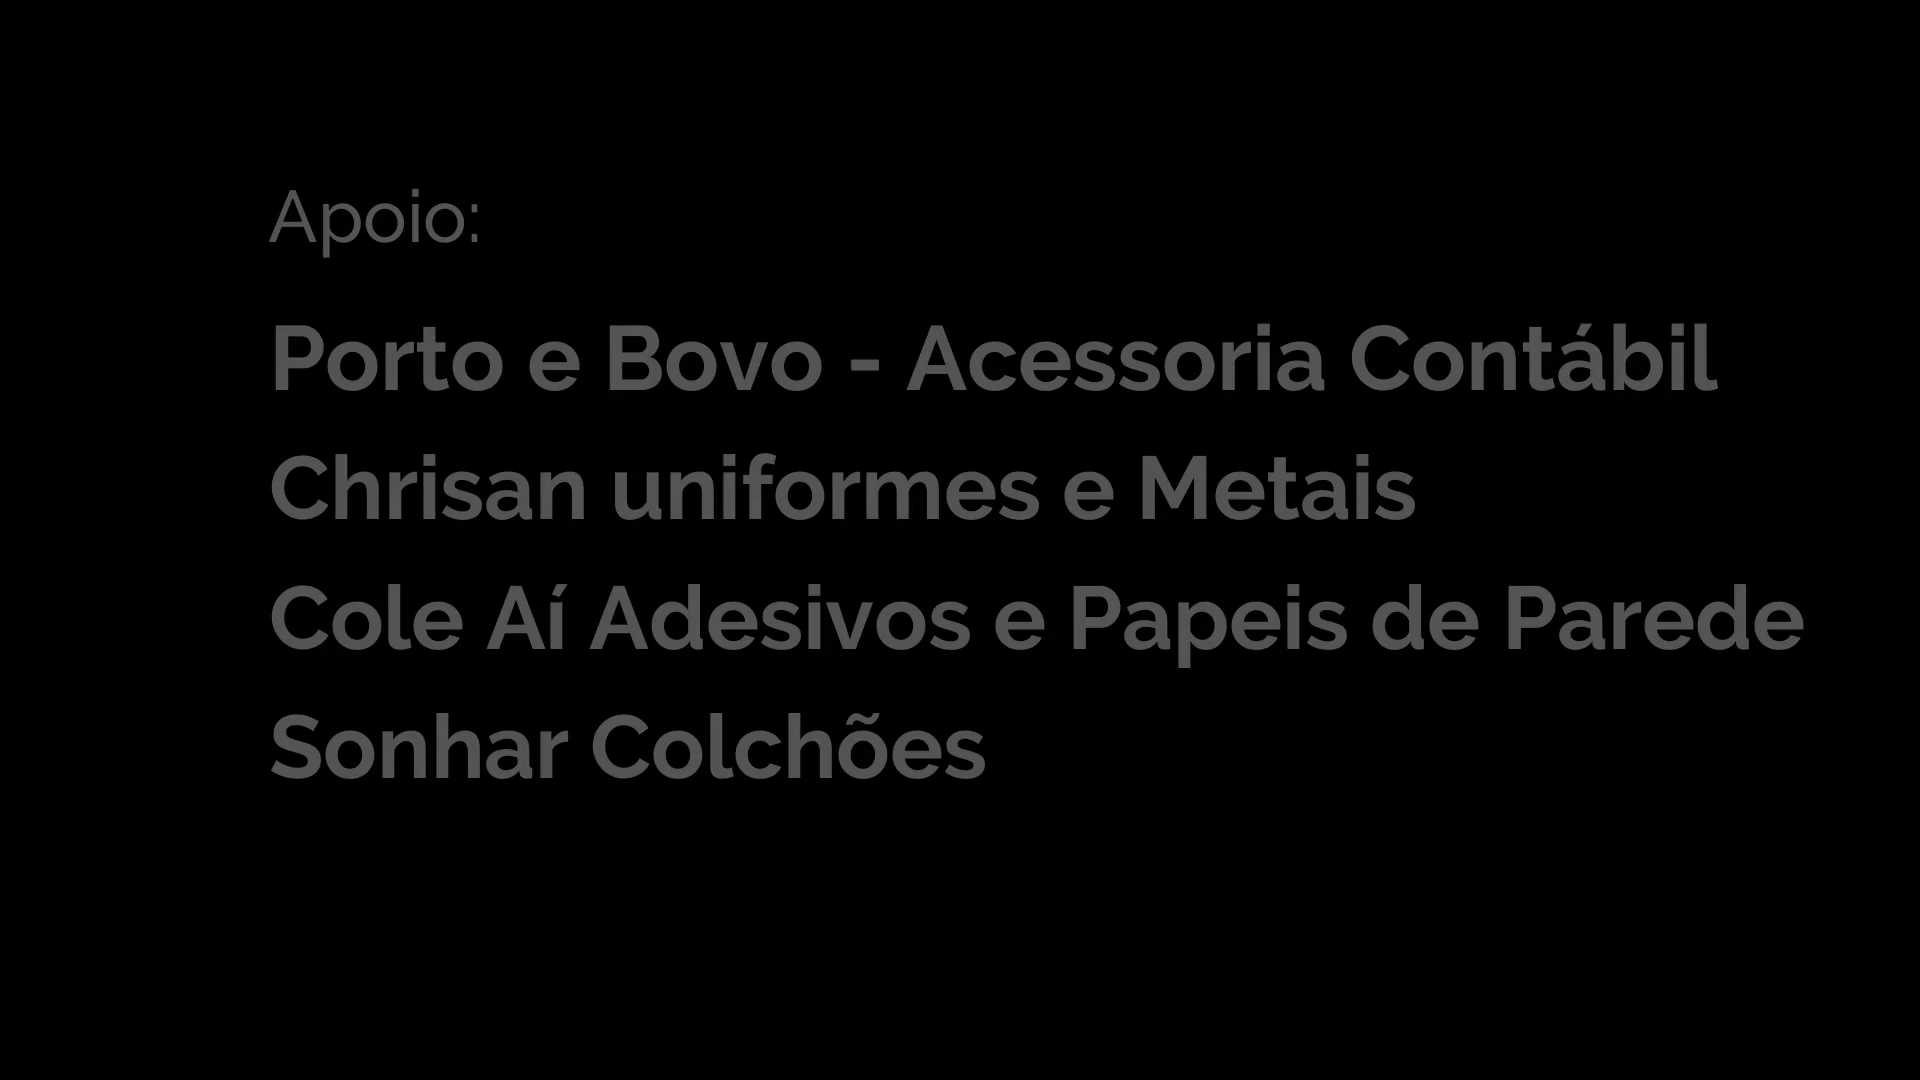 Apoio:
Porto e Bovo - Acessoria Contábil
Chrisan uniformes e Metais
Cole Aí Adesivos e Papeis de Parede
Sonhar Colchões